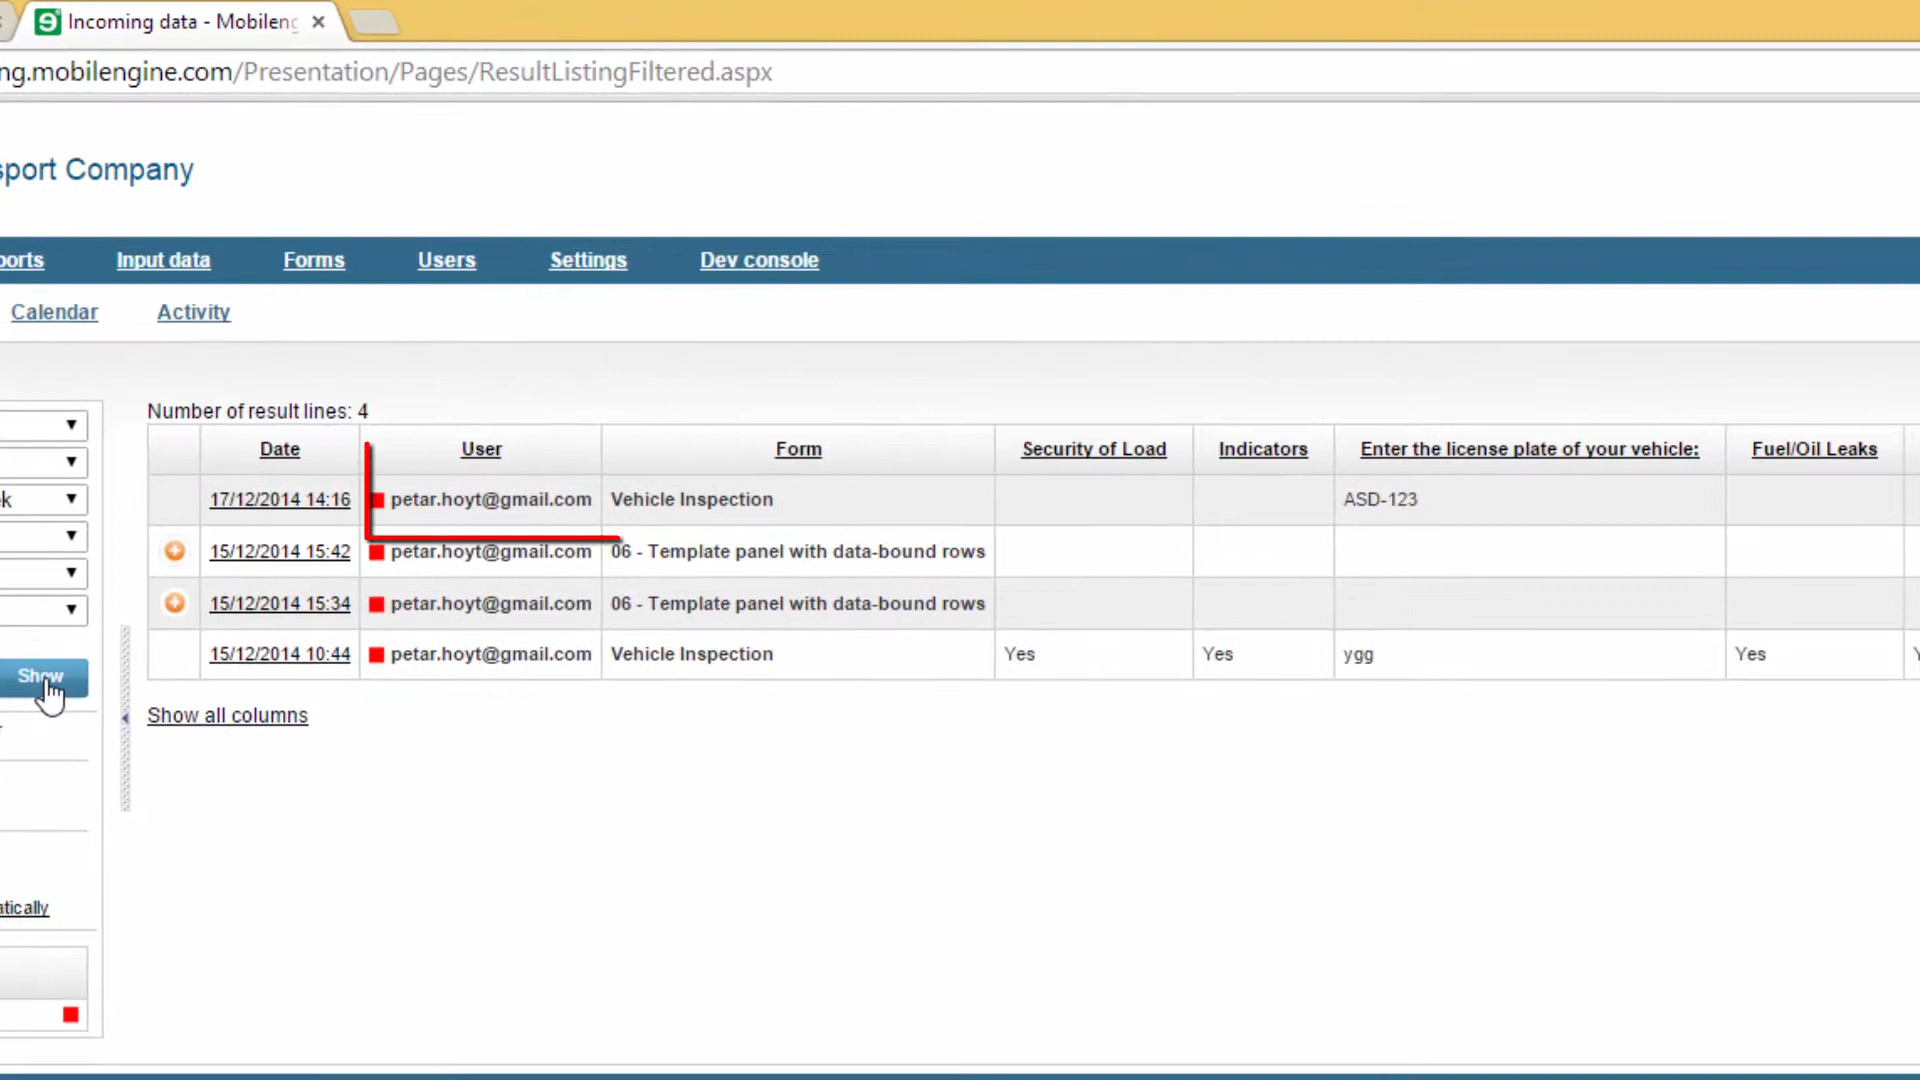 Incoming data - Mobileng
ng.mobilengine.com/Presentation/Pages/ResultListingFiltered.aspx
sport Company
ports Input data Forms Users Settings Dev console
Calendar Activity
Number of result lines: 4
Date User Form Security of Load Indicators Enter the license plate of your vehicle: Fuel/Oil Leaks
17/12/2014 14:16 petar.hoyt@gmail.com Vehicle Inspection ASD-123
k
15/12/2014 15:42 petar.hoyt@gmail.com 06 - Template panel with data-bound rows
15/12/2014 15:34 petar.hoyt@gmail.com 06 - Template panel with data-bound rows
15/12/2014 10:44 petar.hoyt@gmail.com Vehicle Inspection Yes Yes ygg Yes
Show
Show all columns
atically